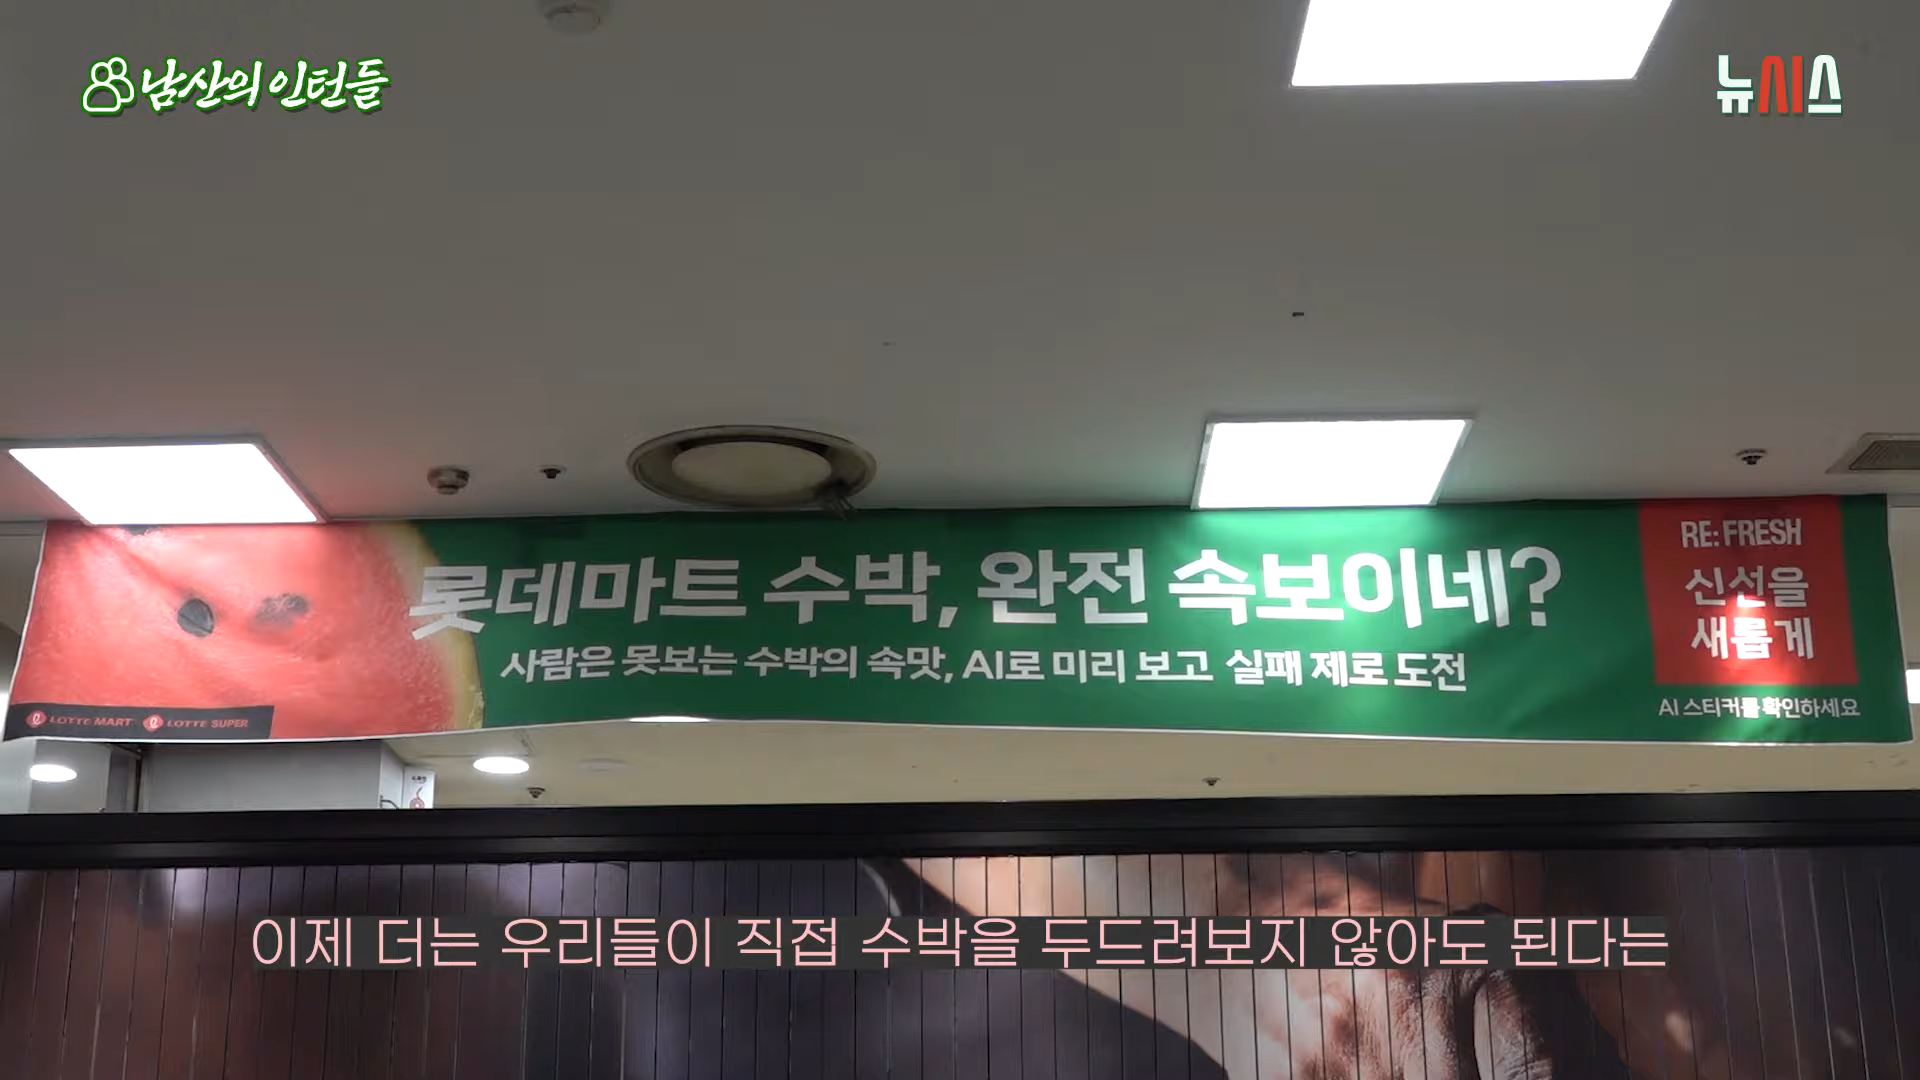 남산의 인턴들
뉴시스
롯데마트 수박, 완전 속보이네?
사람은 못보는 수박의 속맛, AI로 미리 보고 실패 제로 도전
RE: FRESH
신선을
새롭게
AI 스티커를 확인하세요
LOTTE MART LOTTE SUPER
이제 더는 우리들이 직접 수박을 두드려보지 않아도 된다는